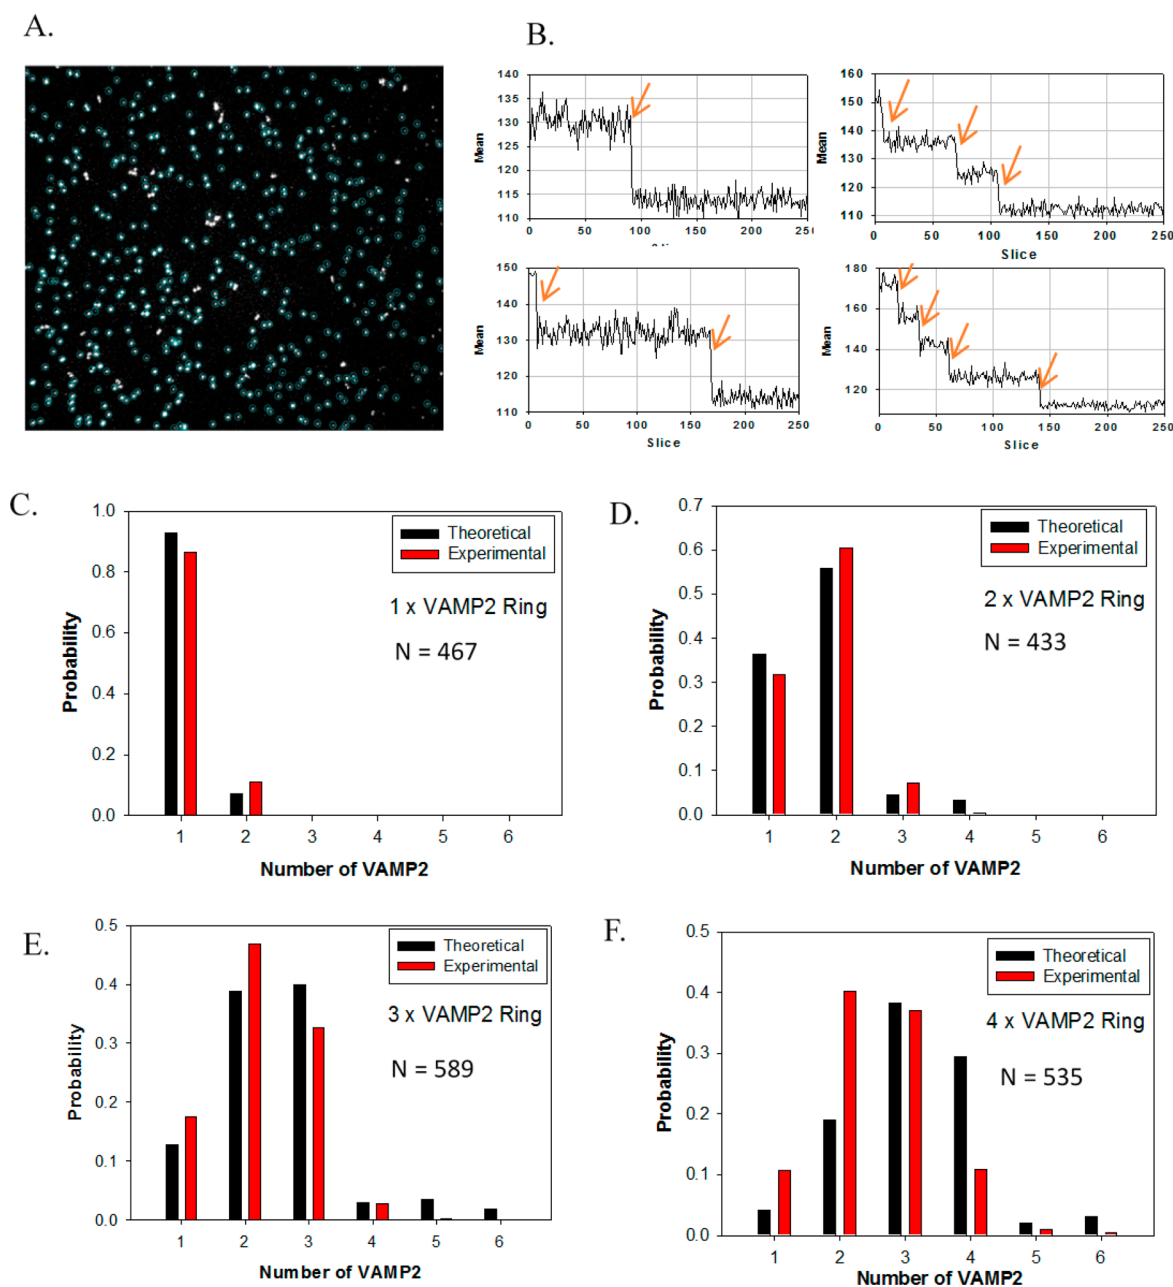 A.
B.
140
135
130
125
120
115
110
Mean
0
50
100
150
200
250
160
150
140
130
120
110
Mean
0
50
100
150
200
250
Slice
150
140
130
120
110
Mean
0
50
100
150
200
250
Slice
180
160
140
120
Mean
0
50
100
150
200
250
Slice
C.
1.0
0.8
0.6
0.4
0.2
0.0
Probability
Theoretical
Experimental
1 x VAMP2 Ring
N = 467
1 2 3 4 5 6
Number of VAMP2
D.
0.7
0.6
0.5
0.4
0.3
0.2
0.1
0.0
Probability
Theoretical
Experimental
2 x VAMP2 Ring
N = 433
1 2 3 4 5 6
Number of VAMP2
E.
0.5
0.4
0.3
0.2
0.1
0.0
Probability
Theoretical
Experimental
3 x VAMP2 Ring
N = 589
1 2 3 4 5 6
Number of VAMP2
F.
0.5
0.4
0.3
0.2
0.1
0.0
Probability
Theoretical
Experimental
4 x VAMP2 Ring
N = 535
1 2 3 4 5 6
Number of VAMP2